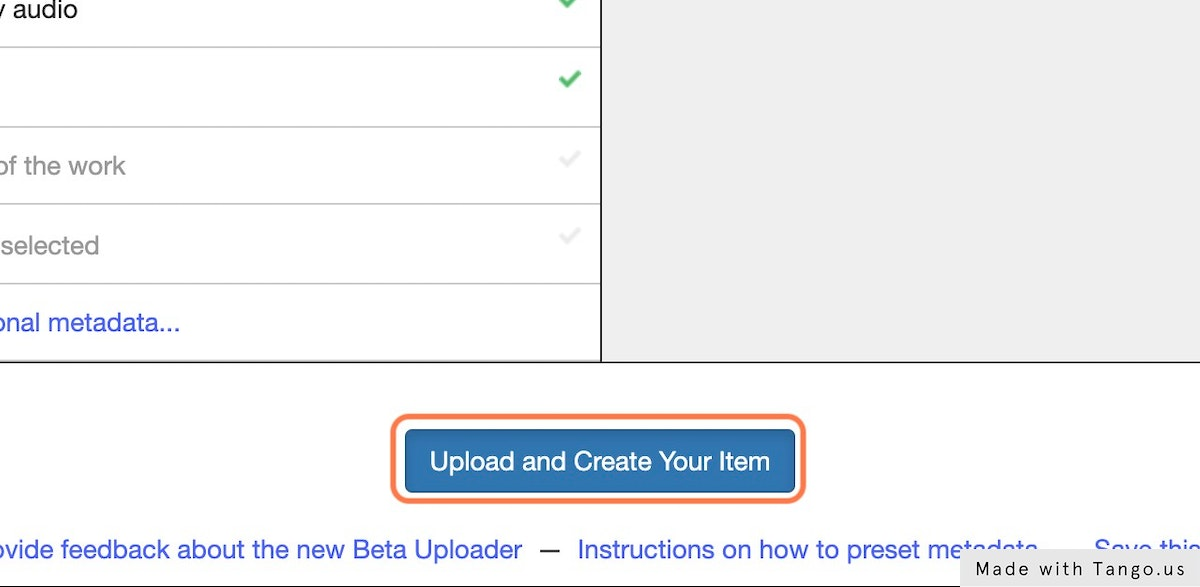 audio
of the work
selected
onal metadata...
Upload and Create Your Item
ovide feedback about the new Beta Uploader — Instructions on how to preset metadata Save this
Made with Tango.us